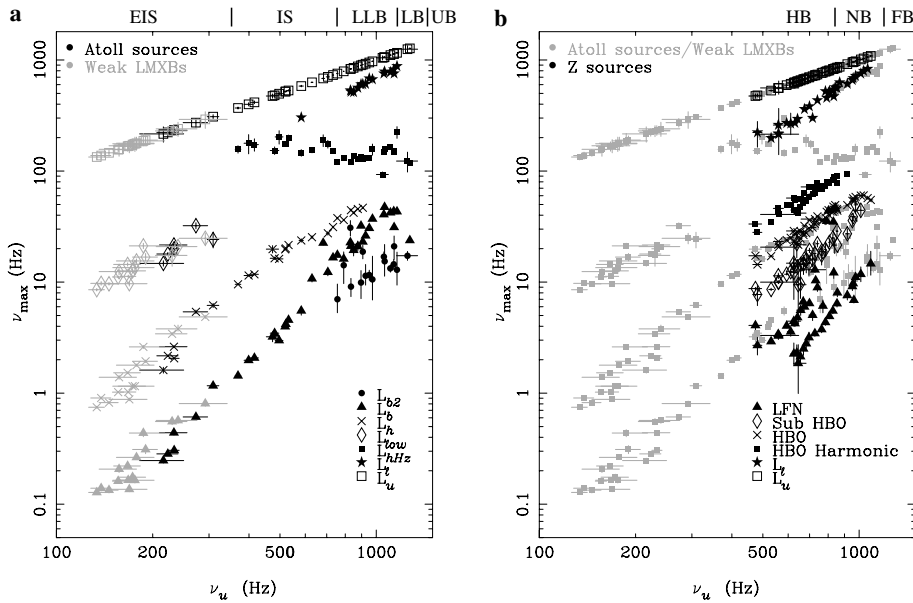 a
EIS | IS | LLB | LB | UB
Atoll sources
Weak LMXBs
1000
100
10
1
0.1
ν_max (Hz)
L_b2
L_b
L_h
L_low
L_hHz
L_ℓ
L_u
100 200 500 1000
ν_u (Hz)
b
HB | NB | FB
Atoll sources/Weak LMXBs
Z sources
1000
100
10
1
0.1
ν_max (Hz)
LFN
Sub HBO
HBO
HBO Harmonic
L_ℓ
L_u
100 200 500 1000
ν_u (Hz)